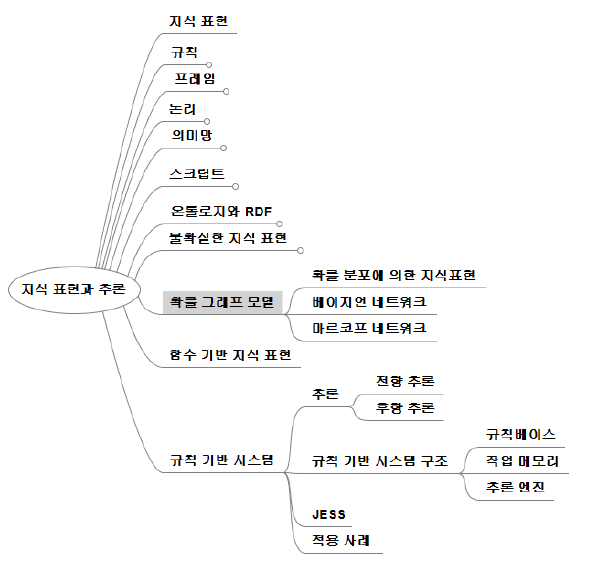 지식 표현
규칙
프레임
논리
의미망
스크립트
온톨로지와 RDF
불확실한 지식 표현
지식 표현과 추론
확률 그래프 모델
확률 분포에 의한 지식표현
베이지언 네트워크
마르코프 네트워크
함수 기반 지식 표현
규칙 기반 시스템
추론
전향 추론
후향 추론
규칙 기반 시스템 구조
규칙베이스
작업 메모리
추론 엔진
JESS
적용 사례